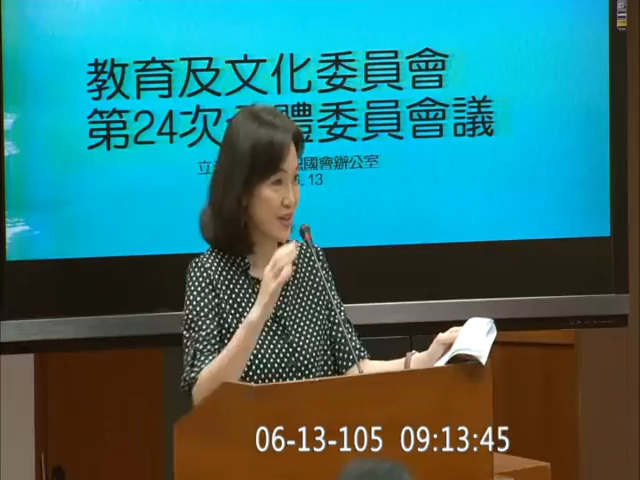 教育及文化委員會
第24次全體委員會議
立 國會辦公室
13
06-13-105 09:13:45